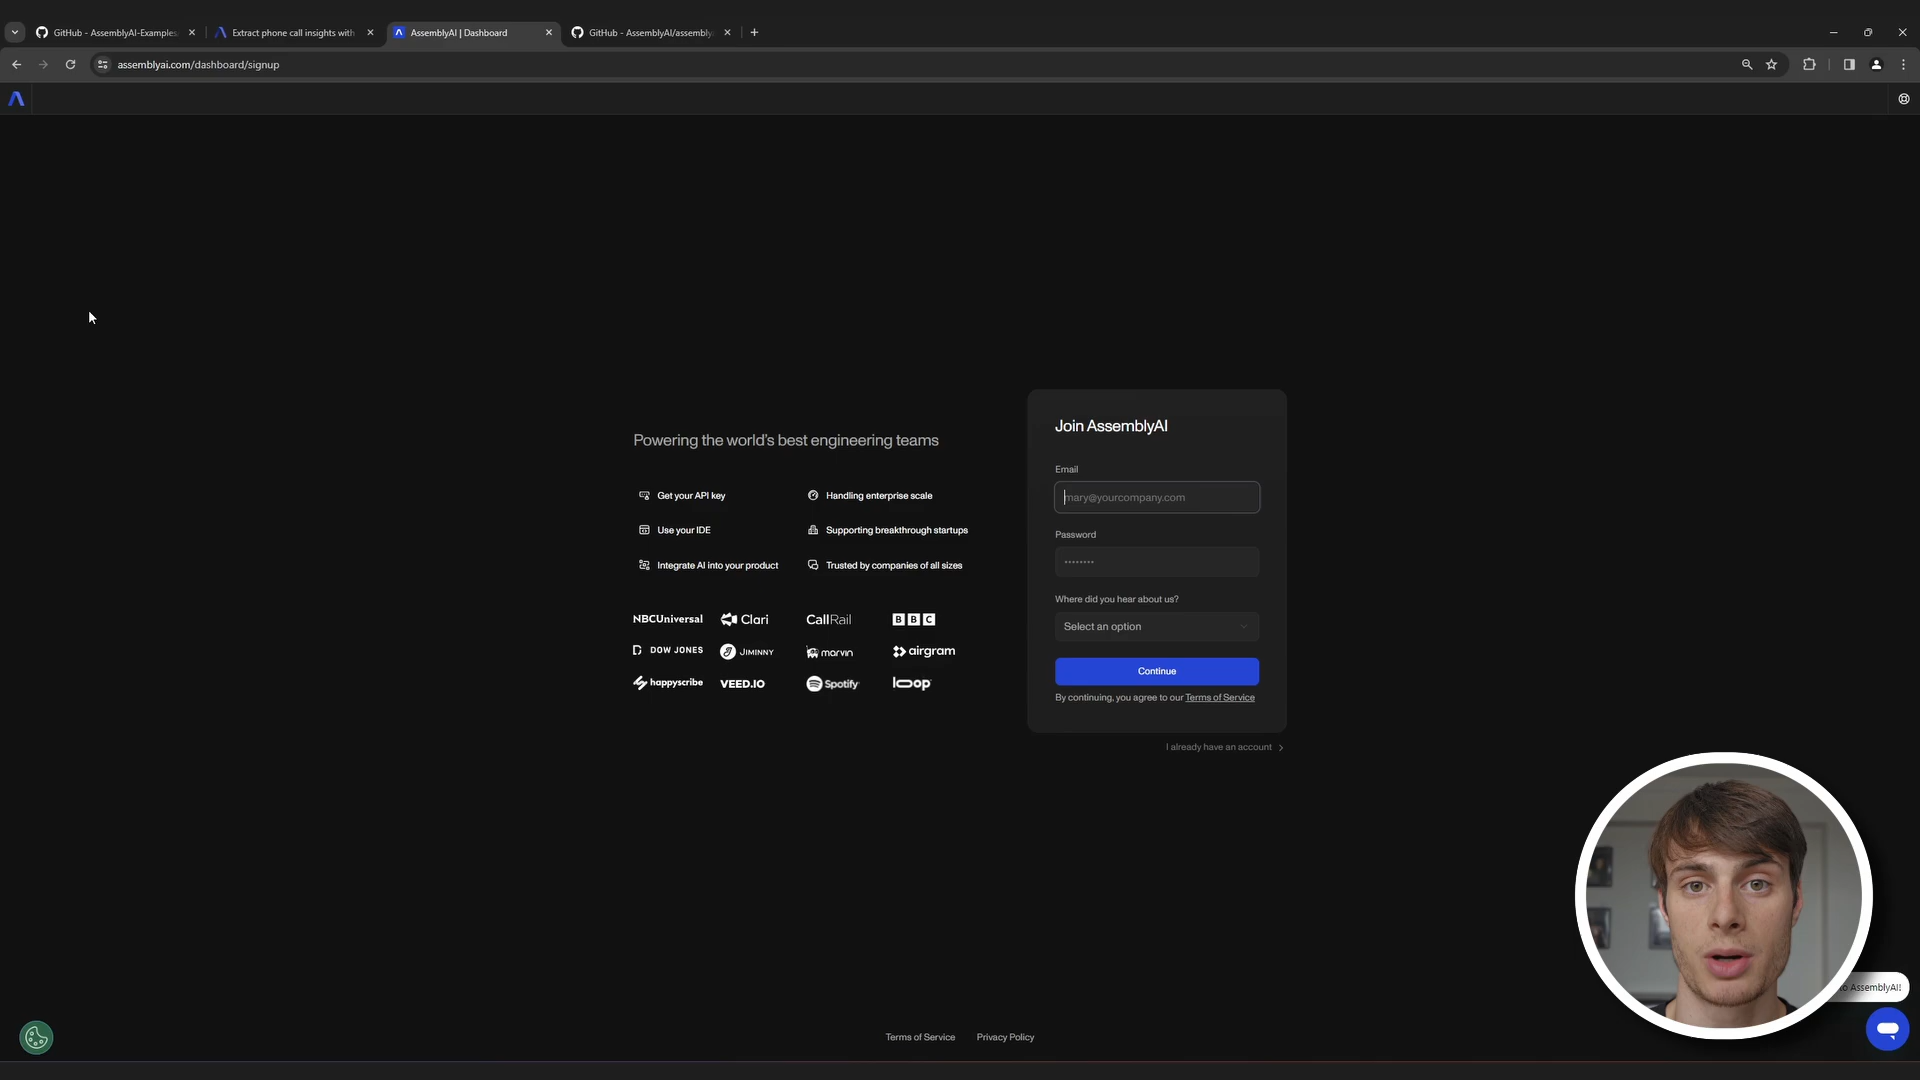 GitHub - AssemblyAI-Examples
Extract phone call insights with
AssemblyAI | Dashboard
GitHub - AssemblyAI/assembly
assemblyai.com/dashboard/signup
Powering the world's best engineering teams
Get your API key
Handling enterprise scale
Use your IDE
Supporting breakthrough startups
Integrate AI into your product
Trusted by companies of all sizes
NBCUniversal Clari CallRail BBC
DOW JONES JIMINNY marvin airgram
happyscribe VEED.IO Spotify loop
Join AssemblyAI
Email
mary@yourcompany.com
Password
Where did you hear about us?
Select an option
Continue
By continuing, you agree to our Terms of Service
I already have an account
to AssemblyAI!
Terms of Service Privacy Policy